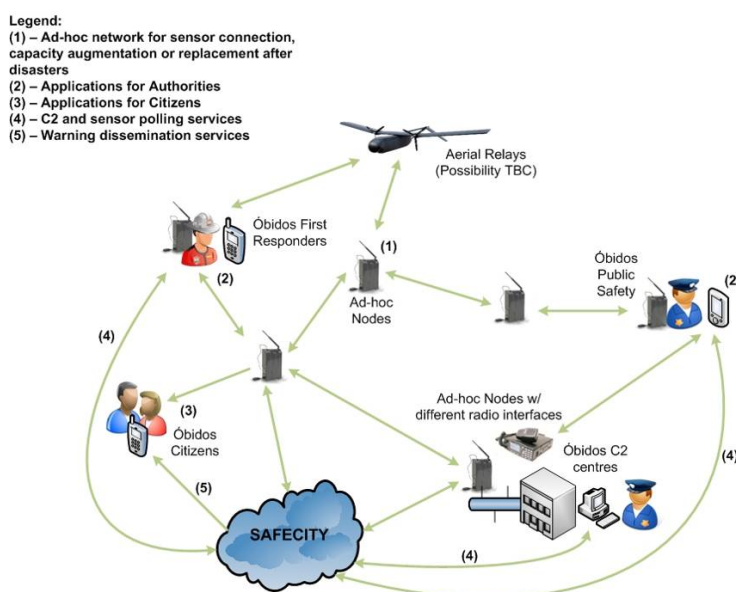 Legend:
(1) – Ad-hoc network for sensor connection,
capacity augmentation or replacement after
disasters
(2) – Applications for Authorities
(3) – Applications for Citizens
(4) – C2 and sensor polling services
(5) – Warning dissemination services
Aerial Relays
(Possibility TBC)
Óbidos First
Responders
(2)
(1)
Ad-hoc
Nodes
Óbidos
Public
Safety
(2
(4)
(3)
Óbidos
Citizens
(5)
Ad-hoc Nodes w/
different radio interfaces
Óbidos C2
centres
(4)
SAFECITY
(4)